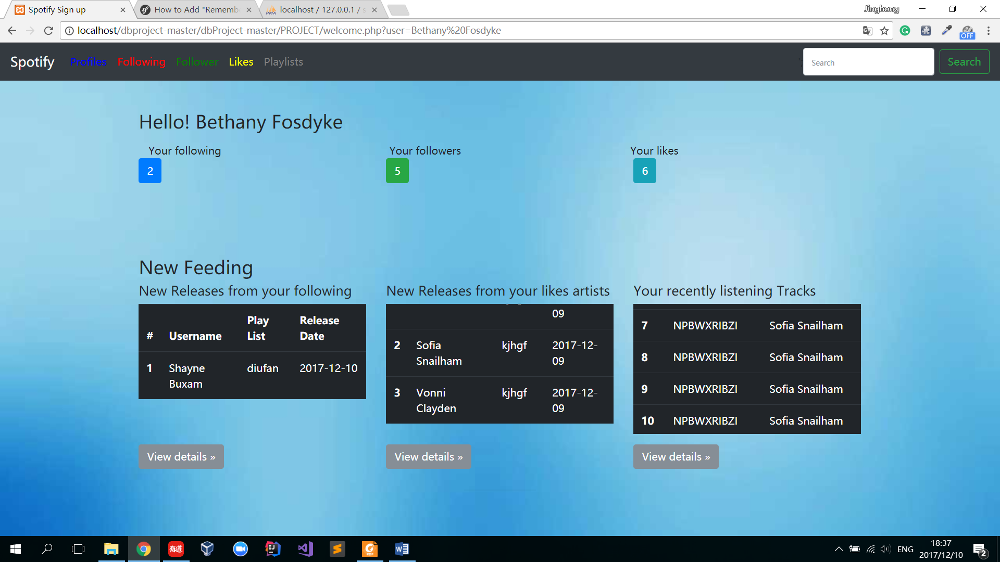 Spotify Sign up
How to Add "Rememb
localhost / 127.0.0.1 / s
Jinghong
localhost/dbproject-master/dbProject-master/PROJECT/welcome.php?user=Bethany%20Fosdyke
OFF
Spotify Profiles Following Follower Likes Playlists Search Search
Hello! Bethany Fosdyke
Your following Your followers Your likes
2 5 6
New Feeding
New Releases from your following
# Username Play List Release Date
1 Shayne Buxam diufan 2017-12-10
View details »
New Releases from your likes artists
09
2 Sofia Snailham kjhgf 2017-12-09
3 Vonni Clayden kjhgf 2017-12-09
View details »
Your recently listening Tracks
7 NPBWXRIBZI Sofia Snailham
8 NPBWXRIBZI Sofia Snailham
9 NPBWXRIBZI Sofia Snailham
10 NPBWXRIBZI Sofia Snailham
View details »
有道
ENG
18:37
2017/12/10
2